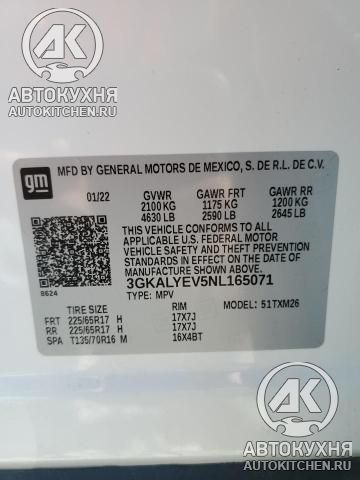 АК
АВТОКУХНЯ
AUTOKITCHEN.RU
АК
АВТОКУХНЯ
AUTOKITCHEN.RU
gm
MFD BY GENERAL MOTORS DE MEXICO, S. DE R.L. DE C.V.
01/22 GVWR GAWR FRT GAWR RR
2100 KG 1175 KG 1200 KG
4630 LB 2590 LB 2645 LB
THIS VEHICLE CONFORMS TO ALL
APPLICABLE U.S. FEDERAL MOTOR
VEHICLE SAFETY AND THEFT PREVENTION
STANDARDS IN EFFECT ON THE DATE OF
MANUFACTURE SHOWN ABOVE.
3GKALYEV5NL165071
8624
TYPE: MPV MODEL: 51TXM26
TIRE SIZE RIM
FRT 225/65R17 H 17X7J
RR 225/65R17 H 17X7J
SPA T135/70R16 M 16X4BT
АК
АВТОКУХНЯ
AUTOKITCHEN.RU